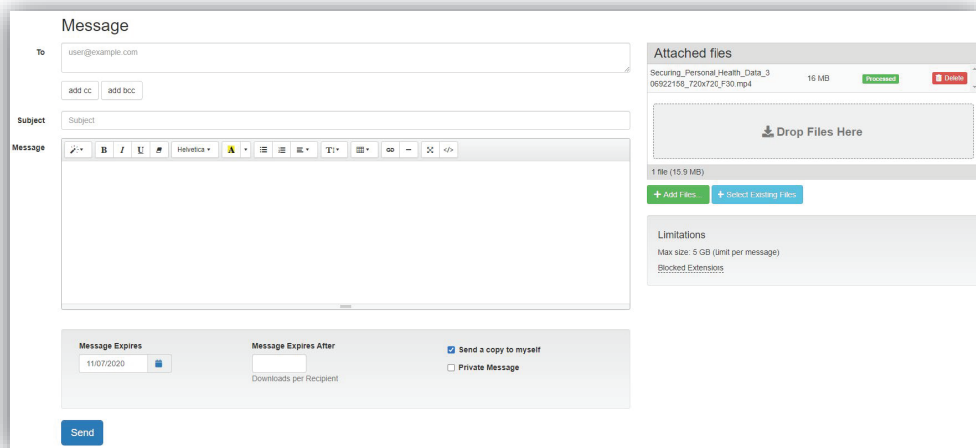 Message
To
user@example.com
add cc add bcc
Subject
Subject
Message
B I U Helvetica A T
Attached files
Securing_Personal_Health_Data_3
06922158_720x720_F30.mp4
16 MB
Processed
Delete
Drop Files Here
1 file (15.9 MB)
+ Add Files.. + Select Existing Files
Limitations
Max size: 5 GB (limit per message)
Blocked Extensions
Message Expires
11/07/2020
Message Expires After
Downloads per Recipient
Send a copy to myself
Private Message
Send